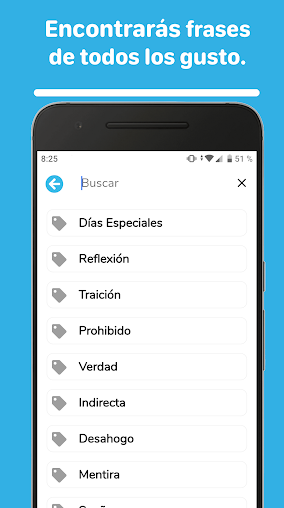 Encontrarás frases
de todos los gusto.
8:25
51 %
Buscar
Días Especiales
Reflexión
Traición
Prohibido
Verdad
Indirecta
Desahogo
Mentira